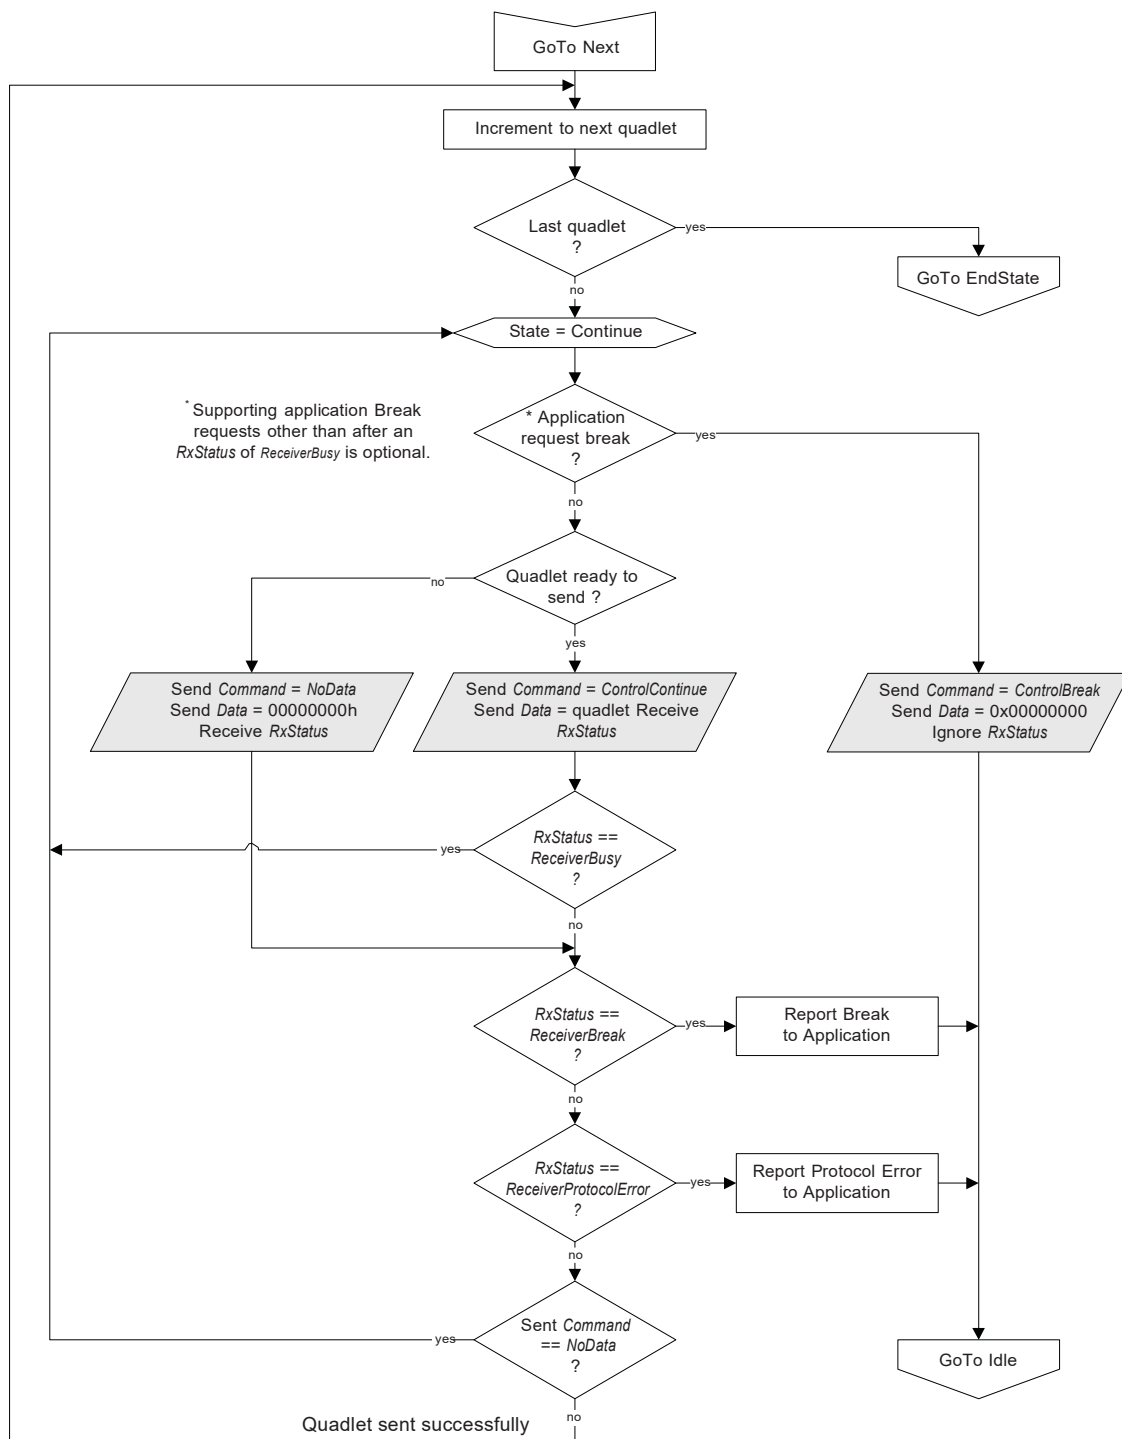 GoTo Next
Increment to next quadlet
Last quadlet
?
yes
GoTo EndState
no
State = Continue
* Supporting application Break
requests other than after an
RxStatus of ReceiverBusy is optional.
* Application
request break
?
yes
no
Quadlet ready to
send ?
no
yes
Send Command = NoData
Send Data = 00000000h
Receive RxStatus
Send Command = ControlContinue
Send Data = quadlet Receive
RxStatus
Send Command = ControlBreak
Send Data = 0x00000000
Ignore RxStatus
RxStatus ==
ReceiverBusy
?
yes
no
RxStatus ==
ReceiverBreak
?
yes
Report Break
to Application
no
RxStatus ==
ReceiverProtocolError
?
yes
Report Protocol Error
to Application
no
Sent Command
== NoData
?
yes
GoTo Idle
no
Quadlet sent successfully